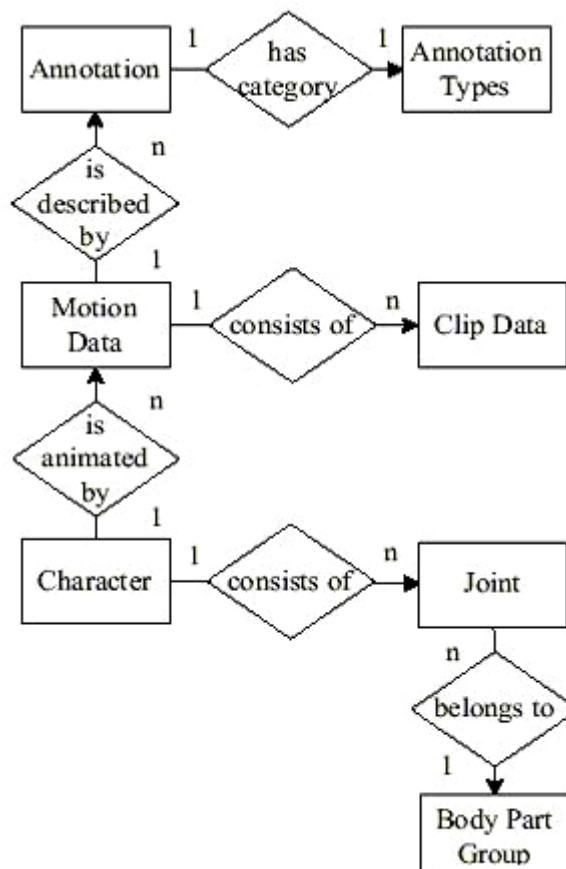 1
has
1
Annotation
category
Annotation
Types
n
is
described
by
1
Motion
Data
1
consists of
n
Clip Data
n
is
animated
by
1
Character
1
consists of
n
Joint
n
belongs to
1
Body Part
Group